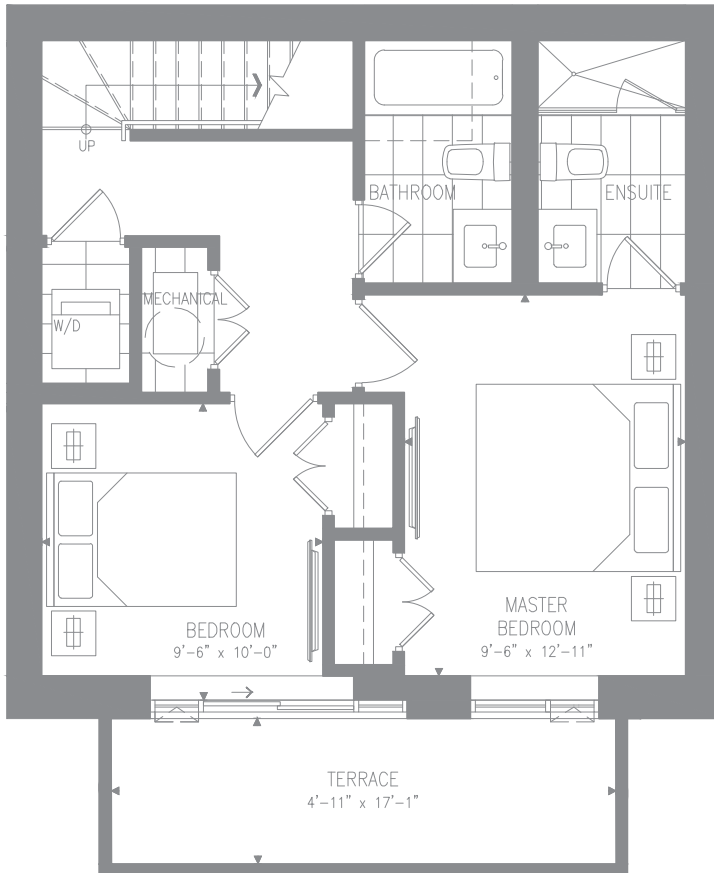 UP
BATHROOM
ENSUITE
MECHANICAL
W/D
MASTER
BEDROOM
9'-6" x 12'-11"
BEDROOM
9'-6" x 10'-0"
TERRACE
4'-11" x 17'-1"